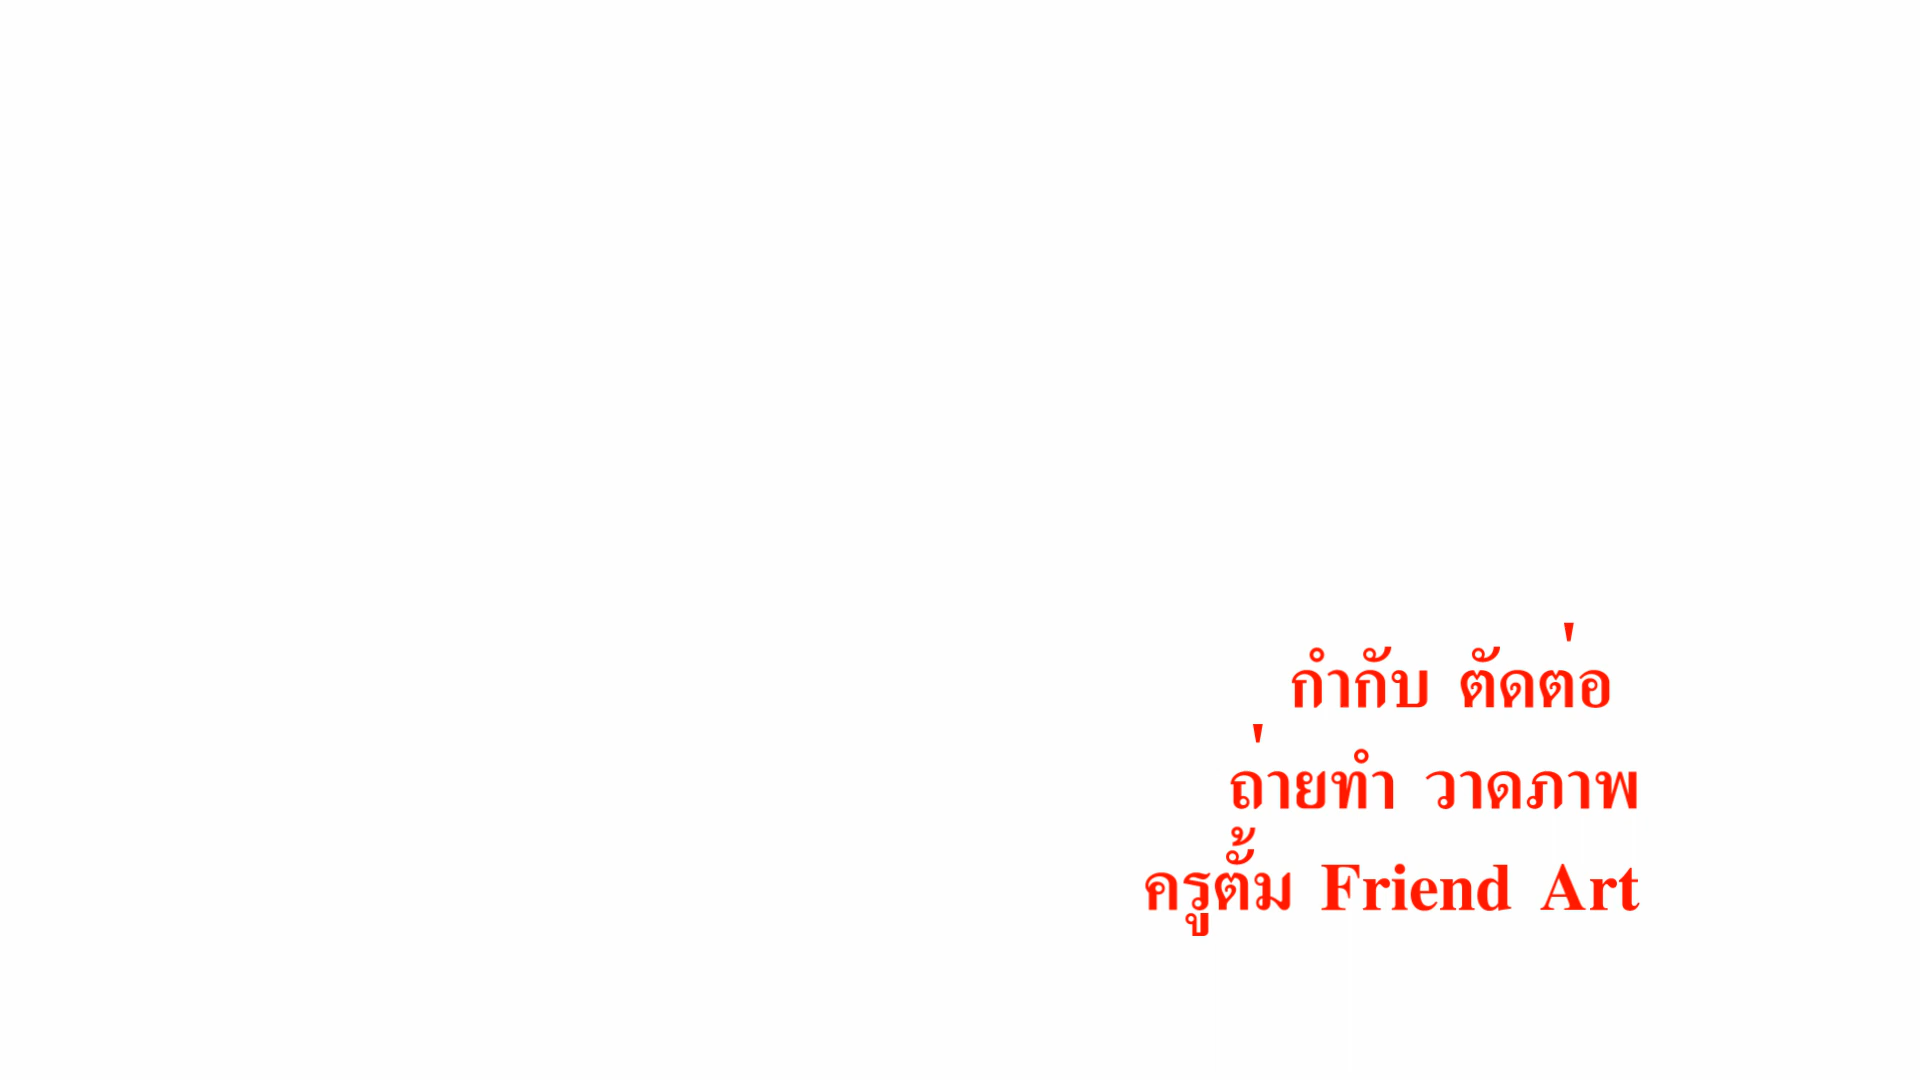 กำกับ ตัดต่อ
ถ่ายทำ วาดภาพ
ครูตั้ม Friend Art